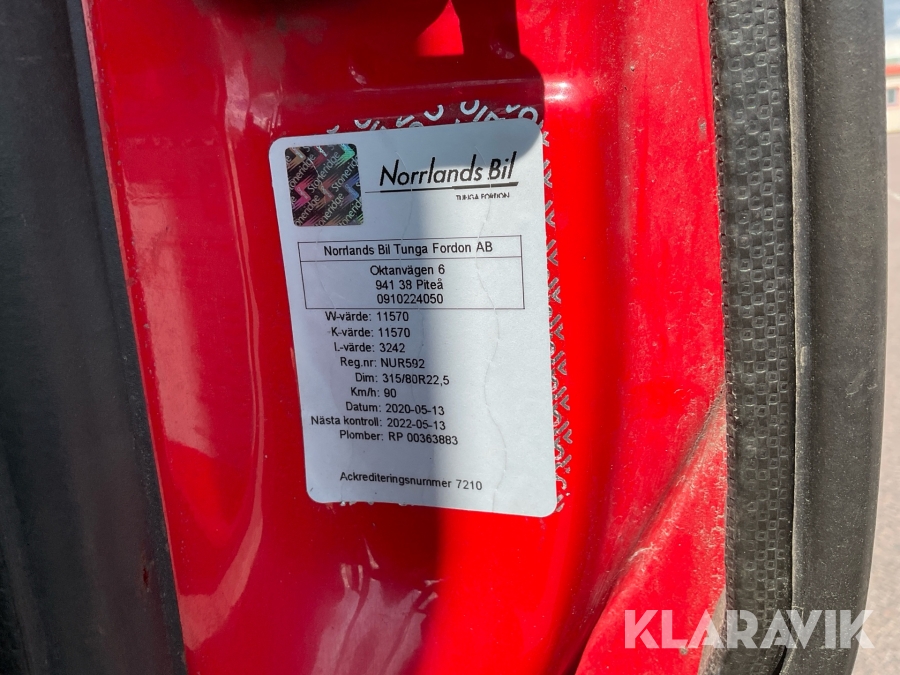 Stoneridge
Norrlands Bil
TUNGA FORDON
Norrlands Bil Tunga Fordon AB
Oktanvägen 6
941 38 Piteå
0910224050
W-värde: 11570
K-värde: 11570
L-värde: 3242
Reg.nr: NUR592
Dim: 315/80R22,5
Km/h: 90
Datum: 2020-05-13
Nästa kontroll: 2022-05-13
Plomber: RP 00363883
Ackrediteringsnummer 7210
KLARAVIK